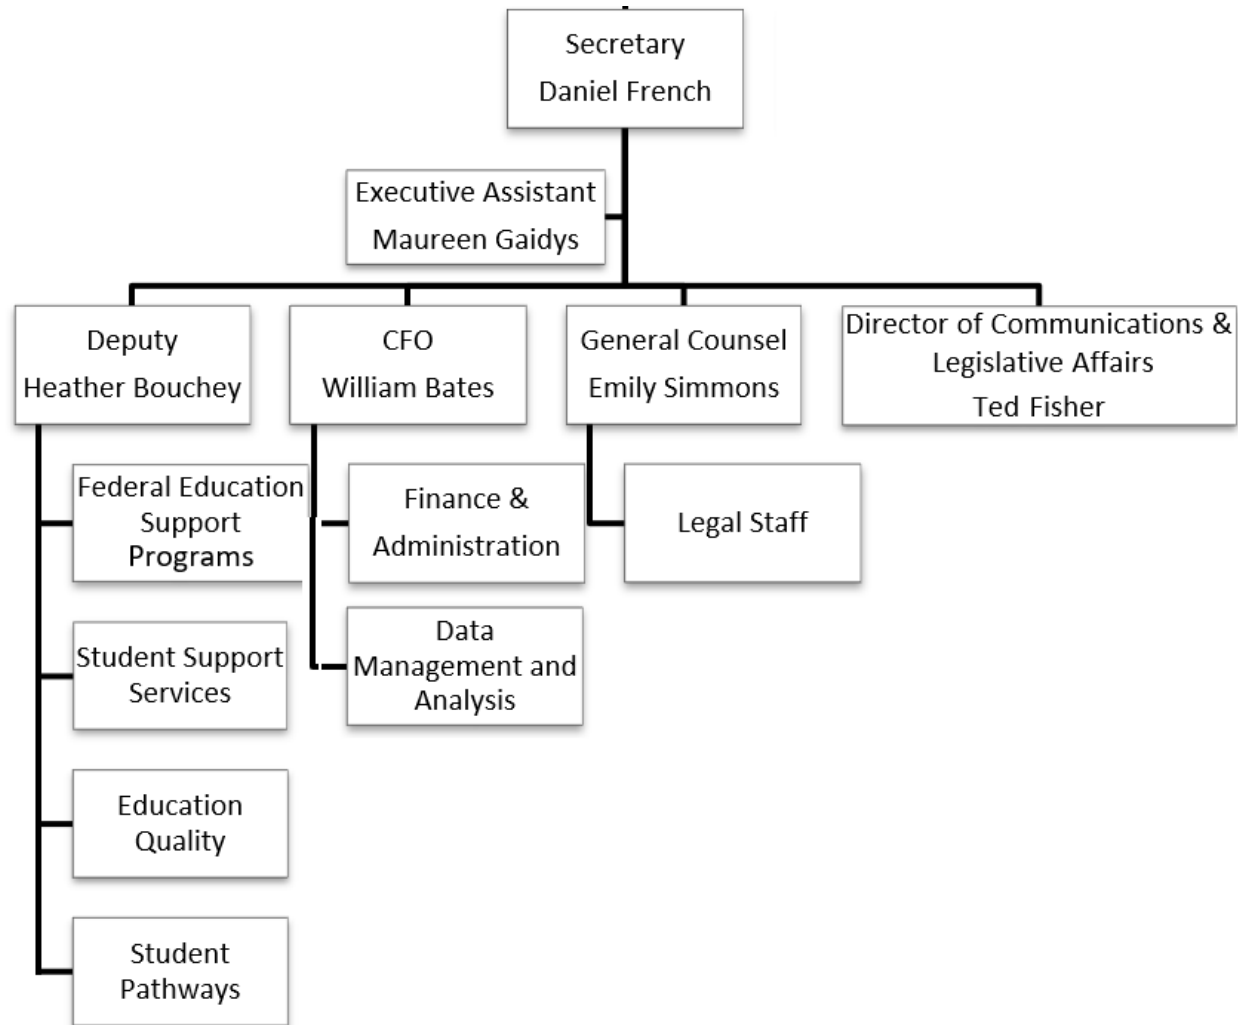 Secretary
Daniel French
Executive Assistant
Maureen Gaidys
Deputy
Heather Bouchey
CFO
William Bates
General Counsel
Emily Simmons
Director of Communications &
Legislative Affairs
Ted Fisher
Federal Education
Support
Programs
Finance &
Administration
Legal Staff
Student Support
Services
Data
Management and
Analysis
Education
Quality
Student
Pathways